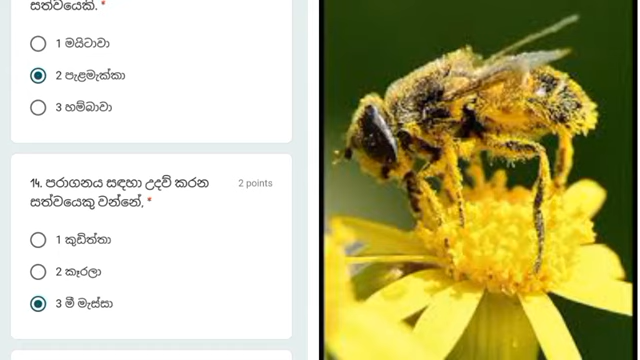 සත්වයෙකි. *
1 මයිටාවා
2 පැළමැක්කා
3 හම්බාවා
14. පරාගනය සඳහා උදව් කරන
2 points
සත්වයෙකු වන්නේ, *
1 කුඩිත්තා
2 කැරලා
3 මී මැස්සා